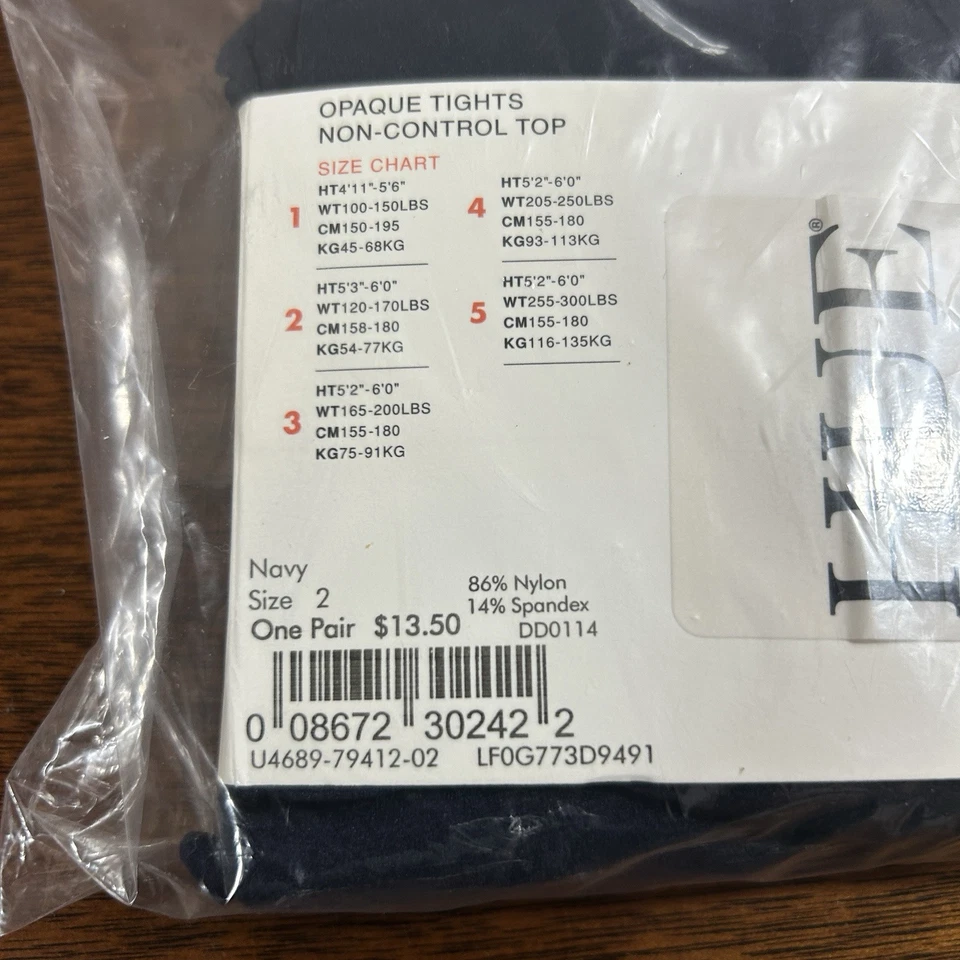 OPAQUE TIGHTS
NON-CONTROL TOP
SIZE CHART
1
HT4'11"-5'6"
WT100-150LBS
CM150-195
KG45-68KG
2
HT5'3"-6'0"
WT120-170LBS
CM158-180
KG54-77KG
3
HT5'2"-6'0"
WT165-200LBS
CM155-180
KG75-91KG
4
HT5'2"-6'0"
WT205-250LBS
CM155-180
KG93-113KG
5
HT5'2"-6'0"
WT255-300LBS
CM155-180
KG116-135KG
HUE®
Navy
Size 2
One Pair $13.50
86% Nylon
14% Spandex
DD0114
0 08672 30242 2
U4689-79412-02 LF0G773D9491